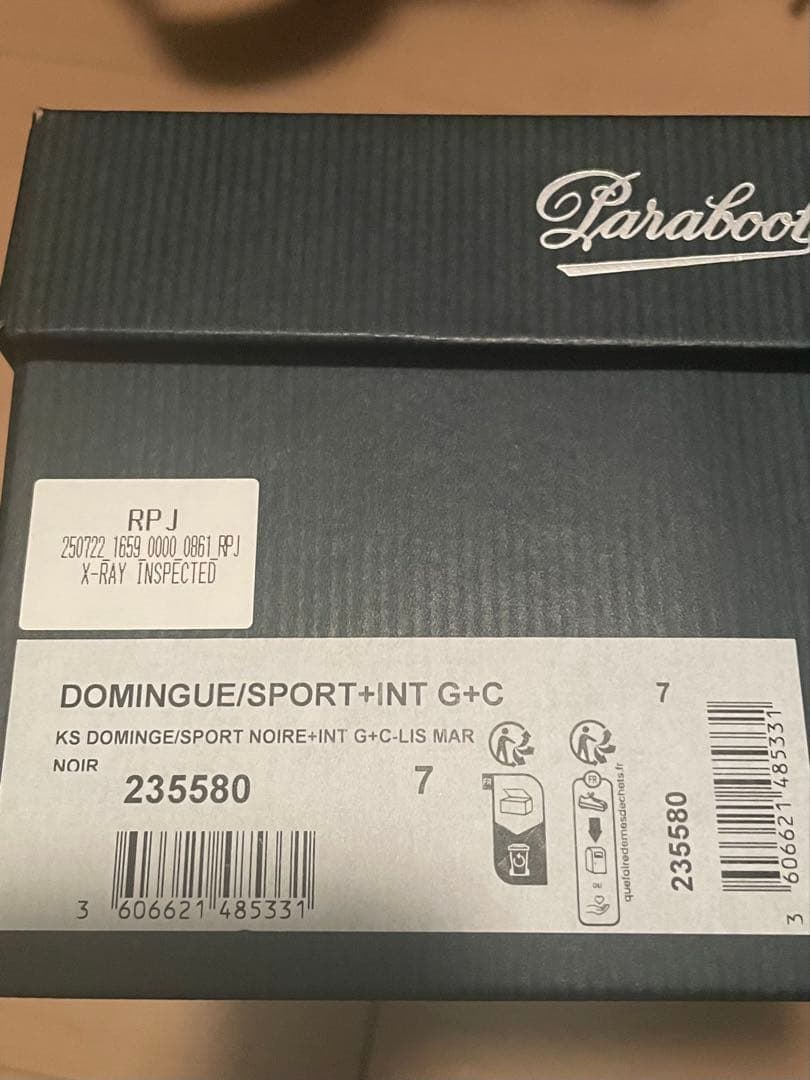 Paraboot
RPJ
250722_1659_0000_0861_RPJ
X-RAY INSPECTED
DOMINGUE/SPORT+INT G+C
7
KS DOMINGE/SPORT NOIRE+INT G+C-LIS MAR
NOIR
235580
7
3 606621 485331
FR
quefairedemesdechets.fr
235580
3 606621 485331